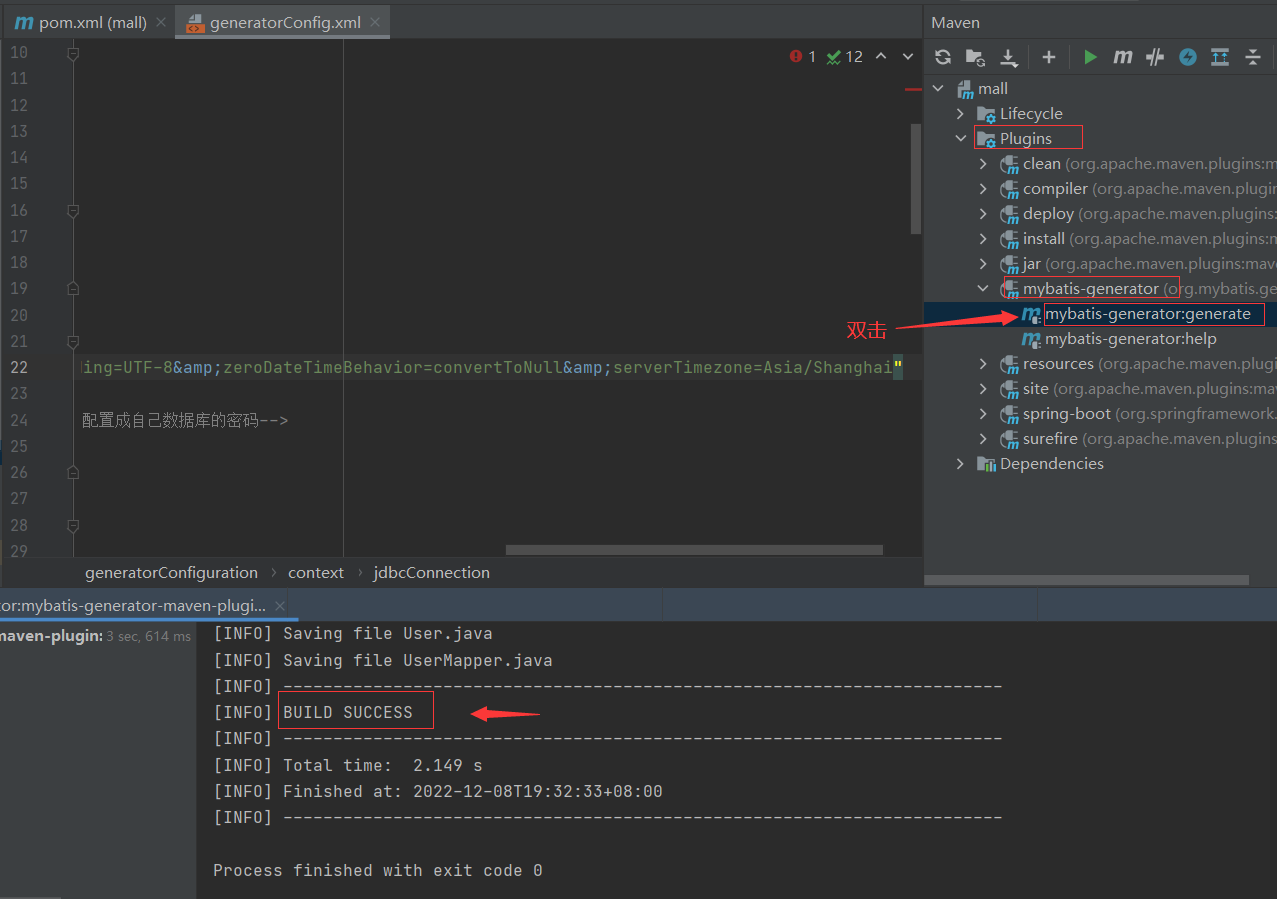 pom.xml (mall)
generatorConfig.xml
Maven
10
11
12
13
14
15
16
17
18
19
20
21
22
23
24
25
26
27
28
29
1
12
ing=UTF-8&amp;zeroDateTimeBehavior=convertToNull&amp;serverTimezone=Asia/Shanghai"
配置成自己数据库的密码-->
generatorConfiguration › context › jdbcConnection
mall
Lifecycle
Plugins
clean (org.apache.maven.plugins:m
compiler (org.apache.maven.plugin
deploy (org.apache.maven.plugins:
install (org.apache.maven.plugins:m
jar (org.apache.maven.plugins:mave
mybatis-generator (org.mybatis.ge
双击
mybatis-generator:generate
mybatis-generator:help
resources (org.apache.maven.plugi
site (org.apache.maven.plugins:mav
spring-boot (org.springframework.
surefire (org.apache.maven.plugins
Dependencies
tor:mybatis-generator-maven-plugi...
maven-plugin: 3 sec, 614 ms
[INFO] Saving file User.java
[INFO] Saving file UserMapper.java
[INFO] ------------------------------------------------------------------------
[INFO] BUILD SUCCESS
[INFO] ------------------------------------------------------------------------
[INFO] Total time:  2.149 s
[INFO] Finished at: 2022-12-08T19:32:33+08:00
[INFO] ------------------------------------------------------------------------
Process finished with exit code 0